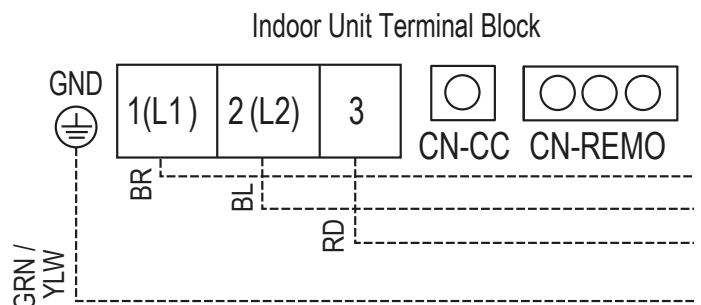 Indoor Unit Terminal Block
GND
1(L1)
2 (L2)
3
CN-CC
CN-REMO
BR
BL
RD
GRN /
YLW